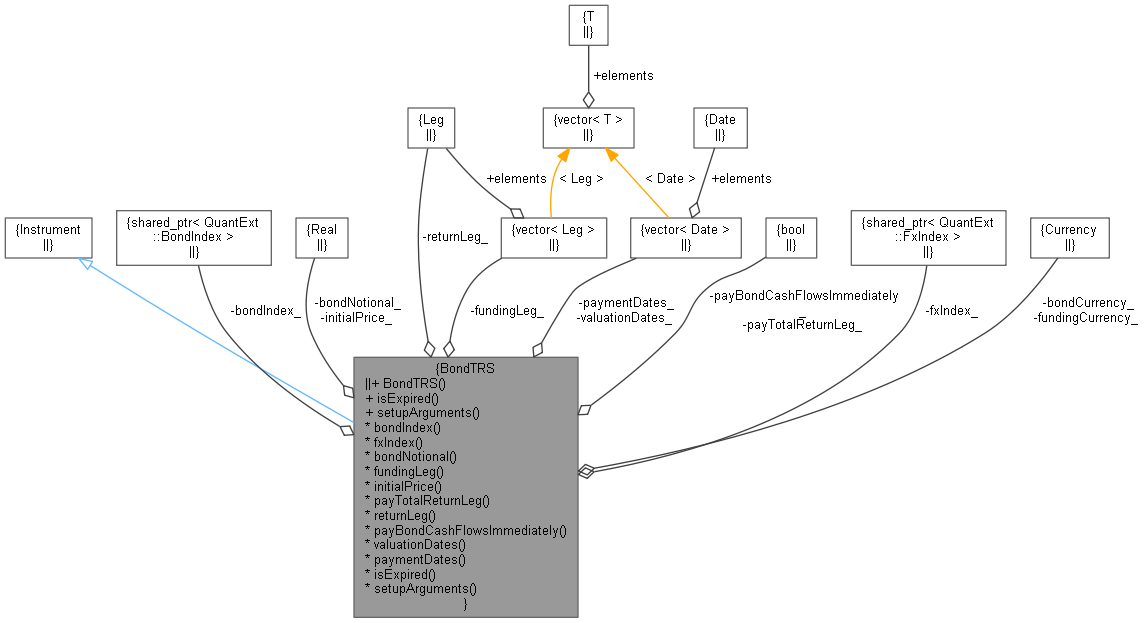 {T
||}
+elements
{Leg
||}
{vector< T >
||}
{Date
||}
+elements
< Leg >
< Date >
+elements
{Instrument
||}
{shared_ptr< QuantExt
::BondIndex >
||}
{Real
||}
-returnLeg_
{vector< Leg >
||}
{vector< Date >
||}
{bool
||}
{shared_ptr< QuantExt
::FxIndex >
||}
{Currency
||}
-bondIndex_
-bondNotional_
-initialPrice_
-fundingLeg_
-paymentDates_
-valuationDates_
-payBondCashFlowsImmediately
_
-payTotalReturnLeg_
-fxIndex_
-bondCurrency_
-fundingCurrency_
{BondTRS
||+ BondTRS()
+ isExpired()
+ setupArguments()
* bondIndex()
* fxIndex()
* bondNotional()
* fundingLeg()
* initialPrice()
* payTotalReturnLeg()
* returnLeg()
* payBondCashFlowsImmediately()
* valuationDates()
* paymentDates()
* isExpired()
* setupArguments()
}